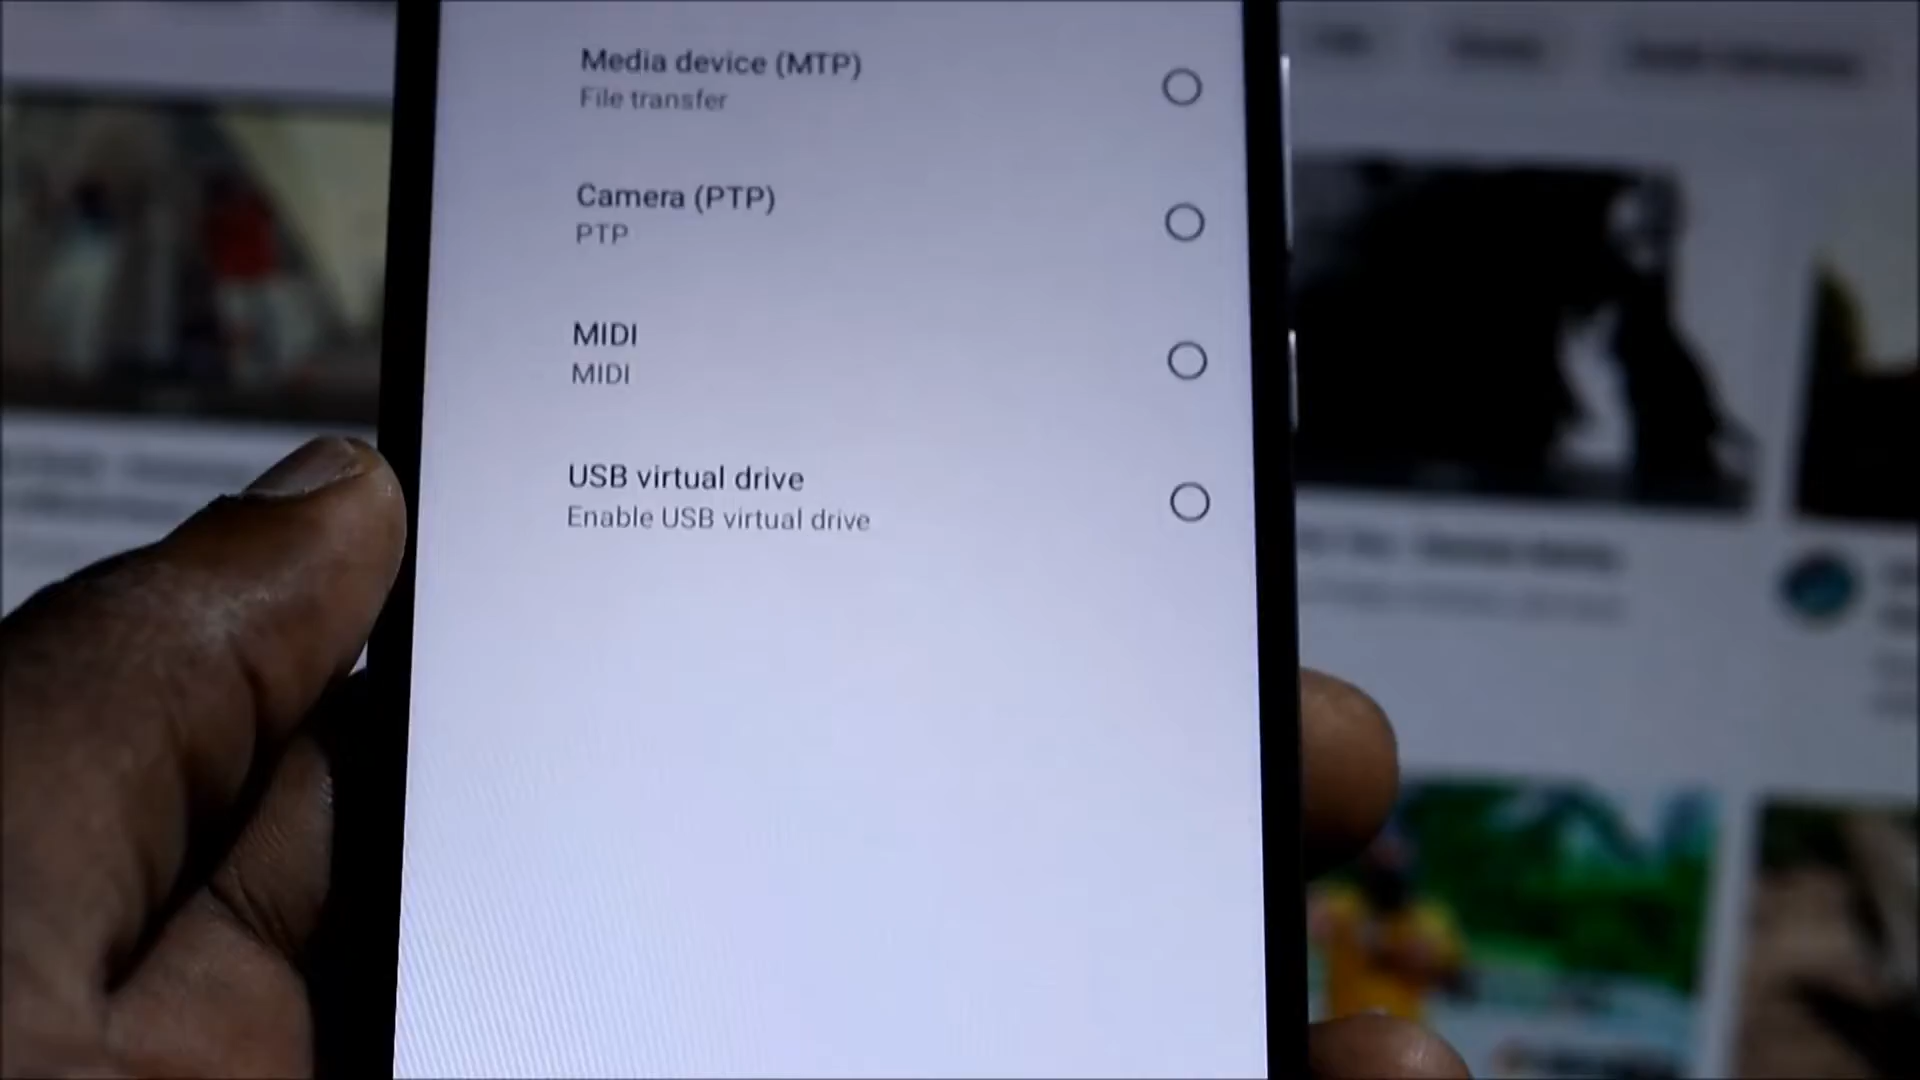 Media device (MTP)
File transfer
Camera (PTP)
PTP
MIDI
MIDI
USB virtual drive
Enable USB virtual drive